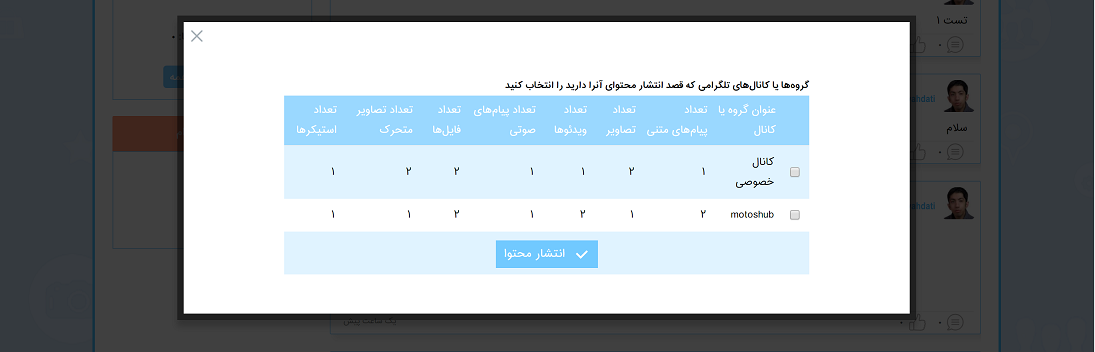 تست ۱
گروه‌ها یا کانال‌های تلگرامی که قصد انتشار محتوای آنرا دارید را انتخاب کنید
عنوان گروه یا کانال تعداد پیام‌های متنی تعداد تصاویر تعداد ویدئوها تعداد پیام‌های صوتی تعداد فایل‌ها تعداد تصاویر متحرک تعداد استیکرها
کانال خصوصی ۱ ۲ ۱ ۱ ۲ ۲ ۱
motoshub ۲ ۱ ۲ ۱ ۲ ۱ ۱
انتشار محتوا
سلام
یک ساعت پیش